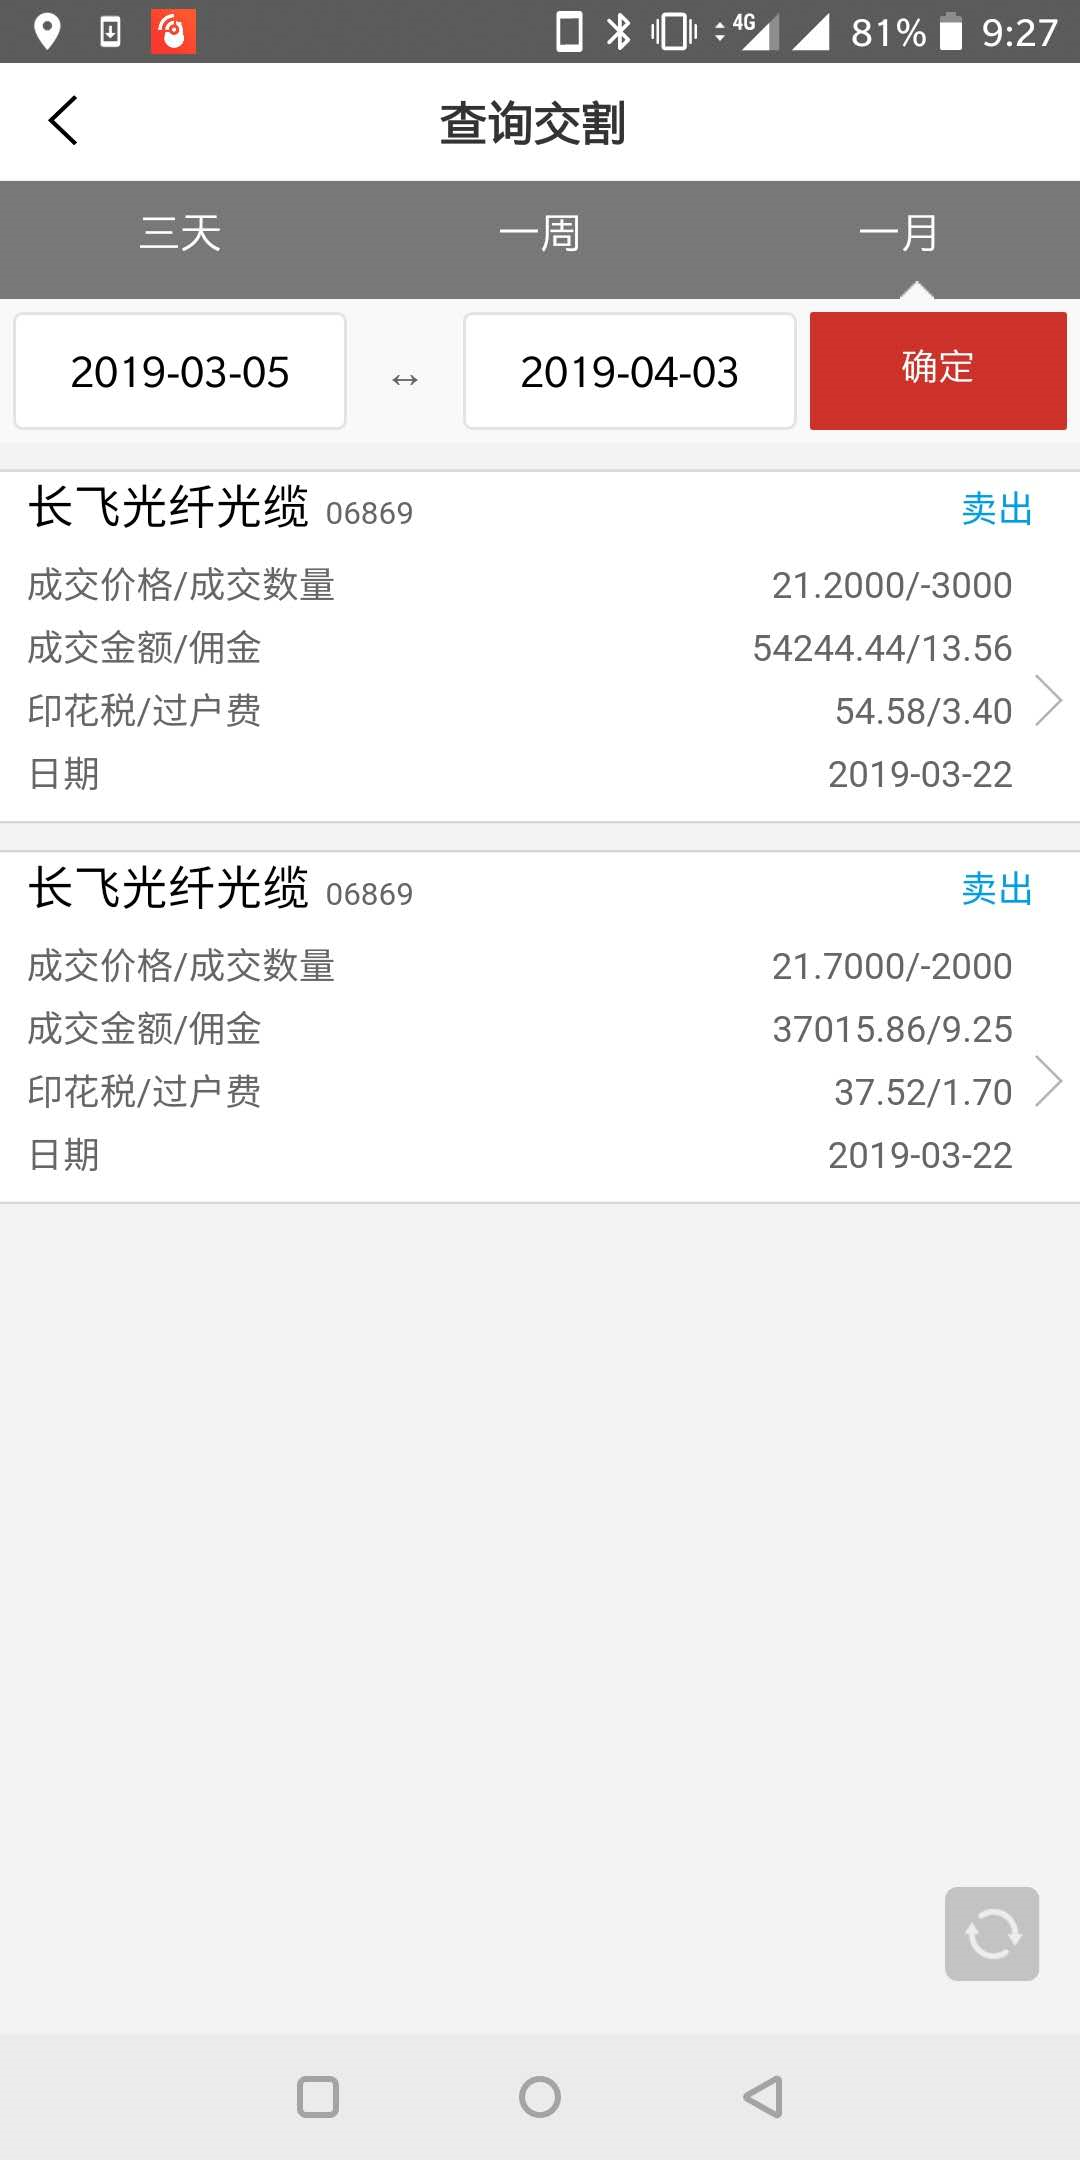 4G 81% 9:27
查询交割
三天 一周 一月
2019-03-05 ↔ 2019-04-03 确定
长飞光纤光缆 06869 卖出
成交价格/成交数量 21.2000/-3000
成交金额/佣金 54244.44/13.56
印花税/过户费 54.58/3.40
日期 2019-03-22
长飞光纤光缆 06869 卖出
成交价格/成交数量 21.7000/-2000
成交金额/佣金 37015.86/9.25
印花税/过户费 37.52/1.70
日期 2019-03-22